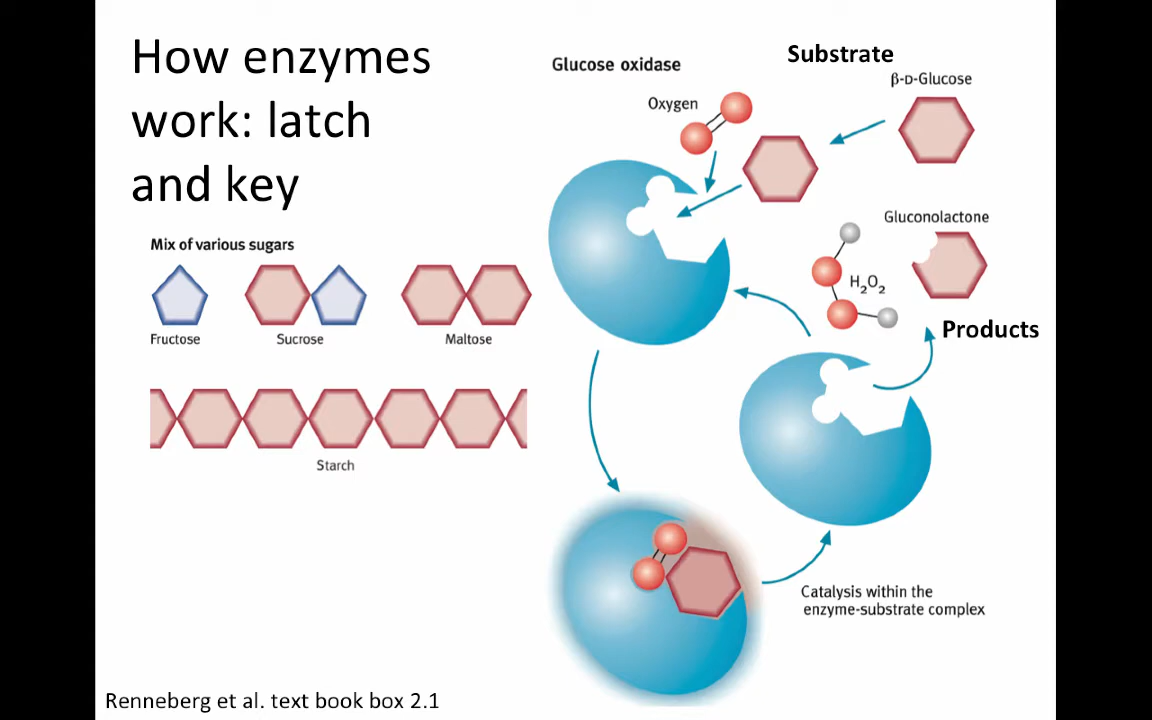 How enzymes
work: latch
and key
Mix of various sugars
Fructose
Sucrose
Maltose
Starch
Glucose oxidase
Substrate
β-D-Glucose
Oxygen
Gluconolactone
H₂O₂
Products
Catalysis within the
enzyme-substrate complex
Renneberg et al. text book box 2.1